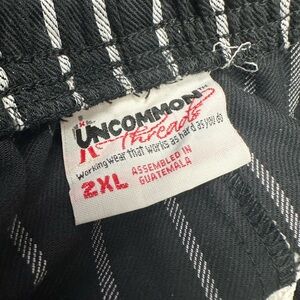 UNCOMMON
Threads
Working wear that works as hard as you do
2XL
ASSEMBLED IN
GUATEMALA